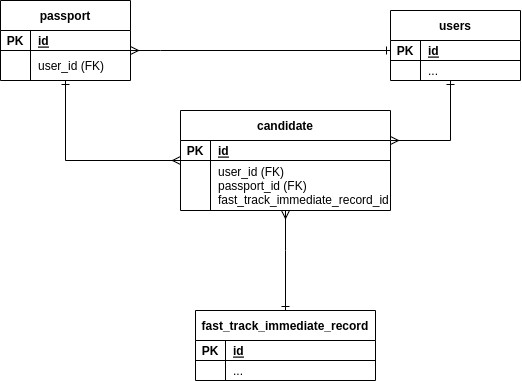 passport
PK id
user_id (FK)
users
PK id
...
candidate
PK id
user_id (FK)
passport_id (FK)
fast_track_immediate_record_id
fast_track_immediate_record
PK id
...